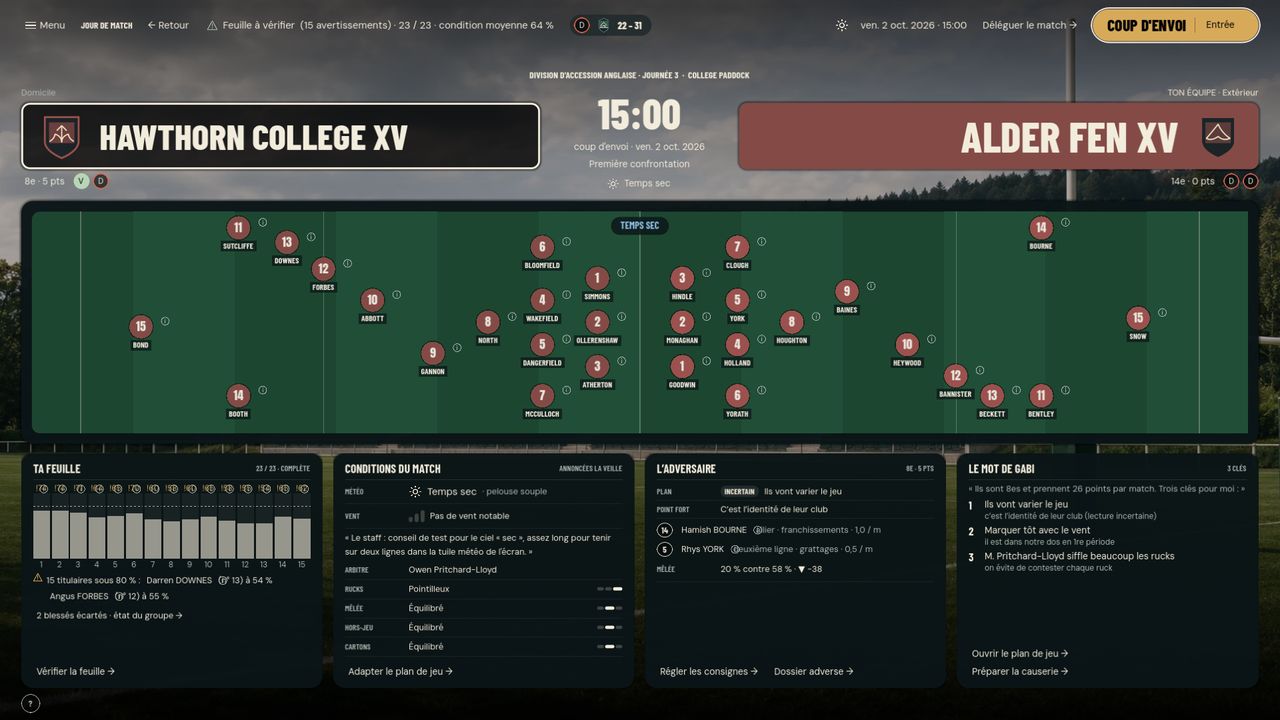 Menu
JOUR DE MATCH
← Retour
Feuille à vérifier (15 avertissements) · 23 / 23 · condition moyenne 64 %
D
22 - 31
ven. 2 oct. 2026 · 15:00
Déléguer le match →
COUP D'ENVOI
Entrée
DIVISION D'ACCESSION ANGLAISE · JOURNÉE 3 · COLLEGE PADDOCK
Domicile
HAWTHORN COLLEGE XV
8e · 5 pts
V
D
15:00
coup d'envoi · ven. 2 oct. 2026
Première confrontation
Temps sec
TON ÉQUIPE · Extérieur
ALDER FEN XV
14e · 0 pts
D
D
TEMPS SEC
15
BOND
11
SUTCLIFFE
14
BOOTH
13
DOWNES
12
FORBES
10
ABBOTT
9
GANNON
8
NORTH
6
BLOOMFIELD
4
WAKEFIELD
5
DANGERFIELD
7
MCCULLOCH
1
SIMMONS
2
OLLERENSHAW
3
ATHERTON
3
HINDLE
2
MONAGHAN
1
GOODWIN
7
CLOUGH
5
YORK
4
HOLLAND
6
YORATH
8
HOUGHTON
9
BAINES
10
HEYWOOD
12
BANNISTER
13
BECKETT
14
BOURNE
11
BENTLEY
15
SNOW
TA FEUILLE
23 / 23 · COMPLÈTE
1 2 3 4 5 6 7 8 9 10 11 12 13 14 15
15 titulaires sous 80 % : Darren DOWNES (n° 13) à 54 %
Angus FORBES (n° 12) à 55 %
2 blessés écartés · état du groupe →
Vérifier la feuille →
CONDITIONS DU MATCH
ANNONCÉES LA VEILLE
MÉTÉO
Temps sec · pelouse souple
VENT
Pas de vent notable
« Le staff : conseil de test pour le ciel « sec », assez long pour tenir
sur deux lignes dans la tuile météo de l'écran. »
ARBITRE
Owen Pritchard-Lloyd
RUCKS
Pointilleux
MÊLÉE
Équilibré
HORS-JEU
Équilibré
CARTONS
Équilibré
Adapter le plan de jeu →
L'ADVERSAIRE
8E · 5 PTS
PLAN
INCERTAIN
Ils vont varier le jeu
POINT FORT
C'est l'identité de leur club
14
Hamish BOURNE
· franchissements · 1,0 / m
5
Rhys YORK
ligne · grattages · 0,5 / m
MÊLÉE
20 % contre 58 % · ▼ −38
Régler les consignes →
Dossier adverse →
LE MOT DE GABI
3 CLÉS
« Ils sont 8es et prennent 26 points par match. Trois clés pour moi : »
1
Ils vont varier le jeu
c'est l'identité de leur club (lecture incertaine)
2
Marquer tôt avec le vent
il est dans notre dos en 1re période
3
M. Pritchard-Lloyd siffle beaucoup les rucks
on évite de contester chaque ruck
Ouvrir le plan de jeu →
Préparer la causerie →
?